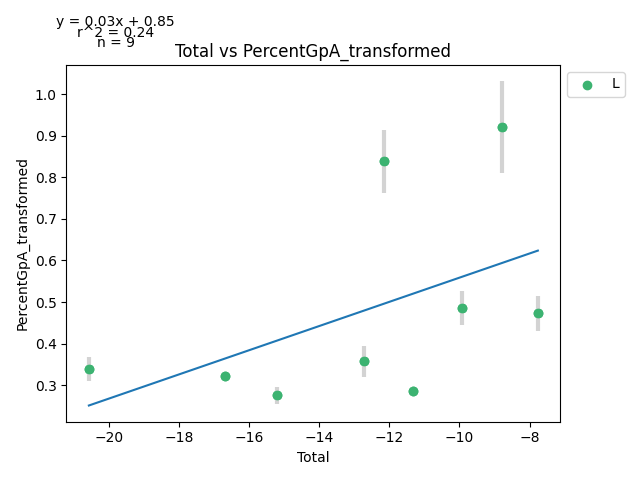 y = 0.03x + 0.85
r^2 = 0.24
n = 9
Total vs PercentGpA_transformed
L
PercentGpA_transformed
1.0
0.9
0.8
0.7
0.6
0.5
0.4
0.3
−20 −18 −16 −14 −12 −10 −8
Total